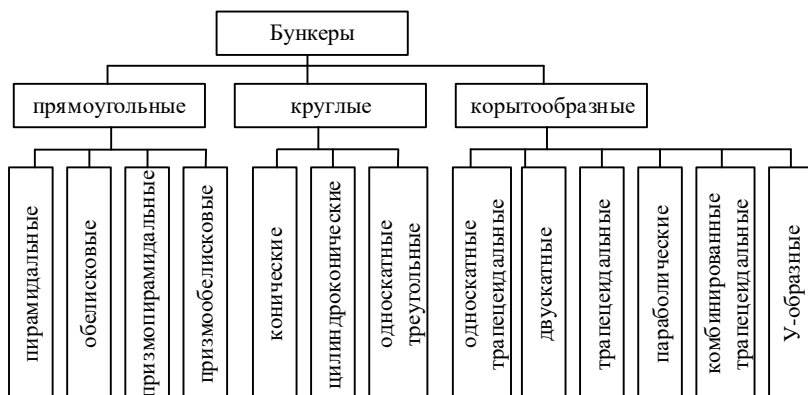 Бункеры
прямоугольные
круглые
корытообразные
пирамидальные
обелисковые
призмопирамидальные
призмообелисковые
конические
цилиндроконические
односкатные
треугольные
односкатные
трапецеидальные
двускатные
трапецеидальные
параболические
комбинированные
трапецеидальные
У-образные